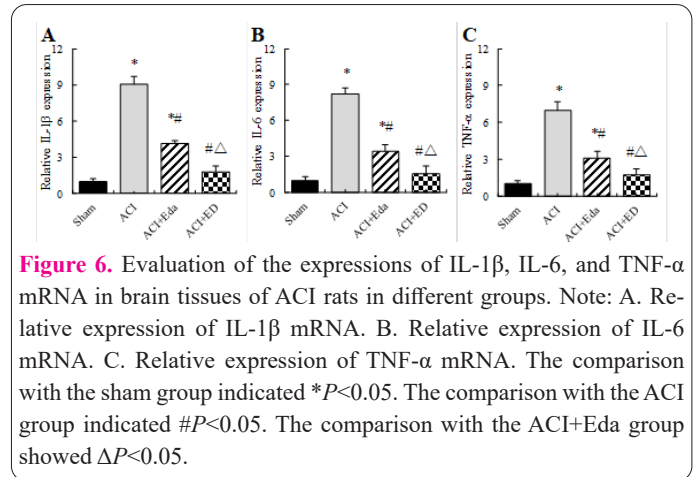 A
B
C
12
9
6
3
0
Relative IL-1β expression
*
*#
#△
Sham
ACI
ACI+Eda
ACI+ED
12
9
6
3
0
Relative IL-6 expression
*
*#
#△
Sham
ACI
ACI+Eda
ACI+ED
12
9
6
3
0
Relative TNF-α expression
*
*#
#△
Sham
ACI
ACI+Eda
ACI+ED
Figure 6. Evaluation of the expressions of IL-1β, IL-6, and TNF-α
mRNA in brain tissues of ACI rats in different groups. Note: A. Re-
lative expression of IL-1β mRNA. B. Relative expression of IL-6
mRNA. C. Relative expression of TNF-α mRNA. The comparison
with the sham group indicated *P<0.05. The comparison with the ACI
group indicated #P<0.05. The comparison with the ACI+Eda group
showed ΔP<0.05.